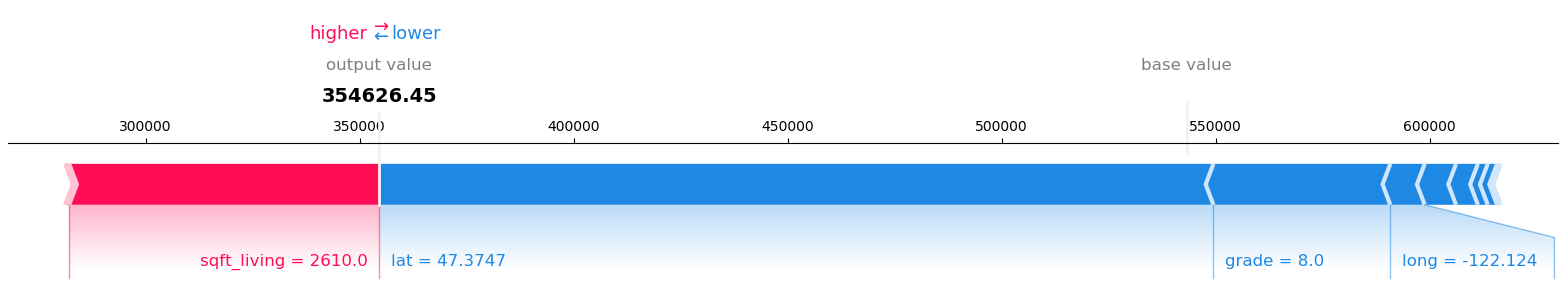 higher ⇄ lower
output value base value
354626.45
300000 350000 400000 450000 500000 550000 600000
sqft_living = 2610.0 lat = 47.3747 grade = 8.0 long = -122.124